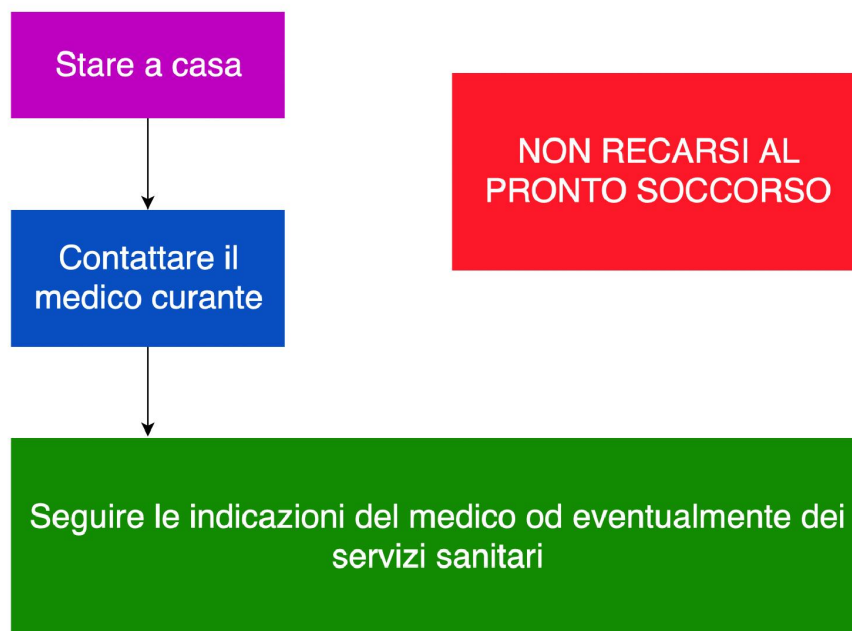 Stare a casa
NON RECARSI AL
PRONTO SOCCORSO
Contattare il
medico curante
Seguire le indicazioni del medico od eventualmente dei
servizi sanitari